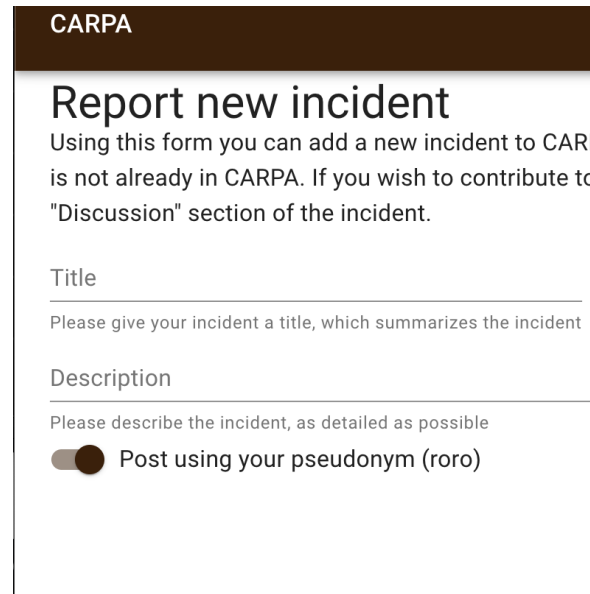 CARPA
Report new incident
Using this form you can add a new incident to
is not already in CARPA. If you wish to contribute
"Discussion" section of the incident.
Title
Please give your incident a title, which summarizes the incident
Description
Please describe the incident, as detailed as possible
Post using your pseudonym (roro)